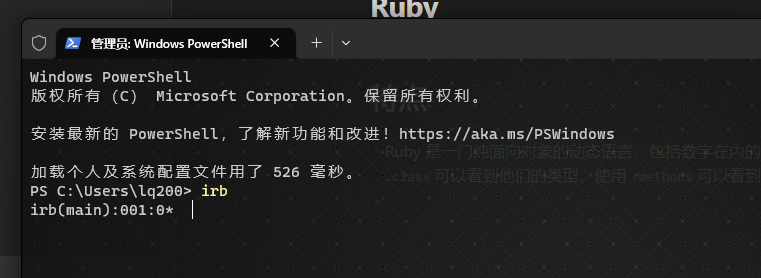 Ruby
管理员: Windows PowerShell
Windows PowerShell
版权所有 (C) Microsoft Corporation。保留所有权利。
安装最新的 PowerShell，了解新功能和改进！https://aka.ms/PSWindows
Ruby 是一门纯面向对象的动态语言，包括数字在内的
加载个人及系统配置文件用了 526 毫秒。
.class 可以看到他们的类型，使用 .methods 可以看到
PS C:\Users\lq200> irb
irb(main):001:0*